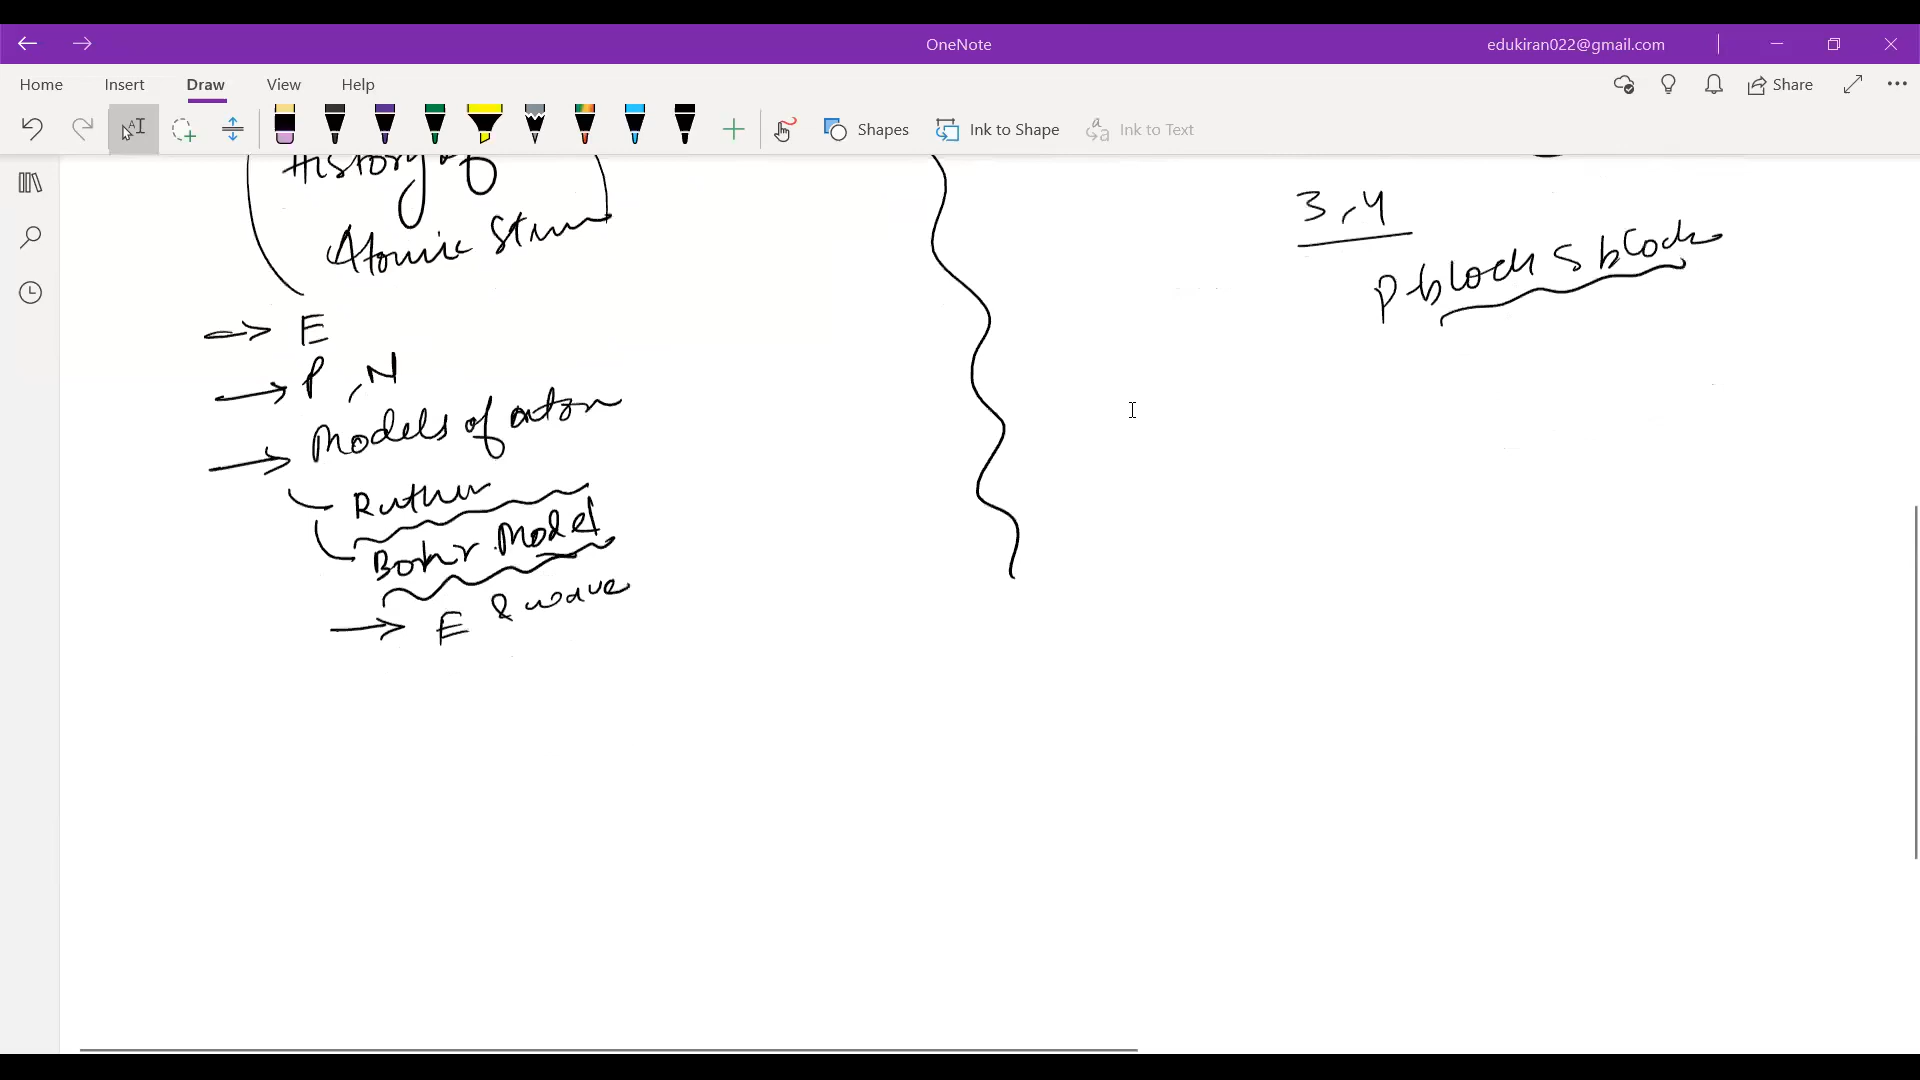 OneNote
edukiran022@gmail.com
Home Insert Draw View Help
Share
Shapes Ink to Shape Ink to Text
History of
Atomic Struc
→ E
→ P, N
→ Models of atom
Ruther
Bohr Model
→ E & wave
3, 4
P block S block